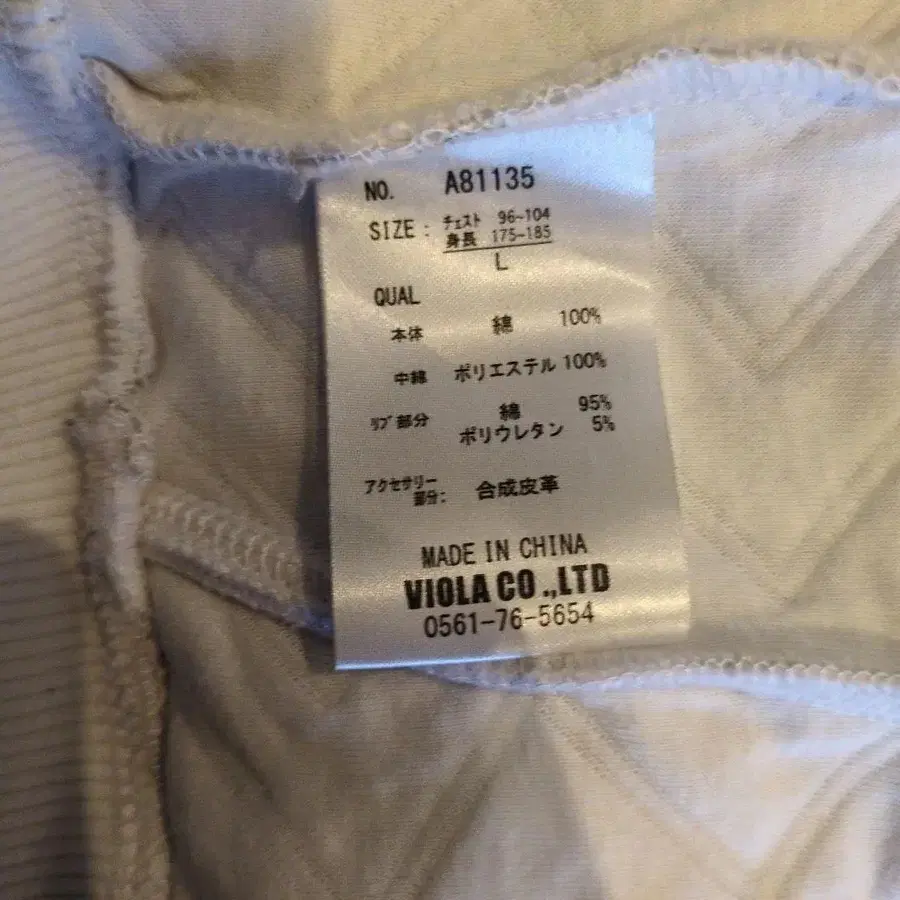 NO. A81135
SIZE : チェスト 96~104
身長 175-185
L
QUAL
本体 綿 100%
中綿 ポリエステル 100%
リブ部分 綿 95%
ポリウレタン 5%
アクセサリー
部分: 合成皮革
MADE IN CHINA
VIOLA CO .,LTD
0561-76-5654